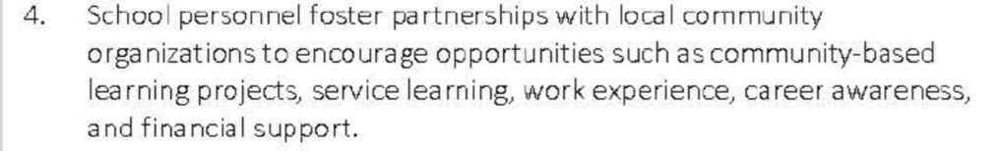 4. School personnel foster partnerships with local community
organizations to encourage opportunities such as community-based
learning projects, service learning, work experience, career awareness,
and financial support.